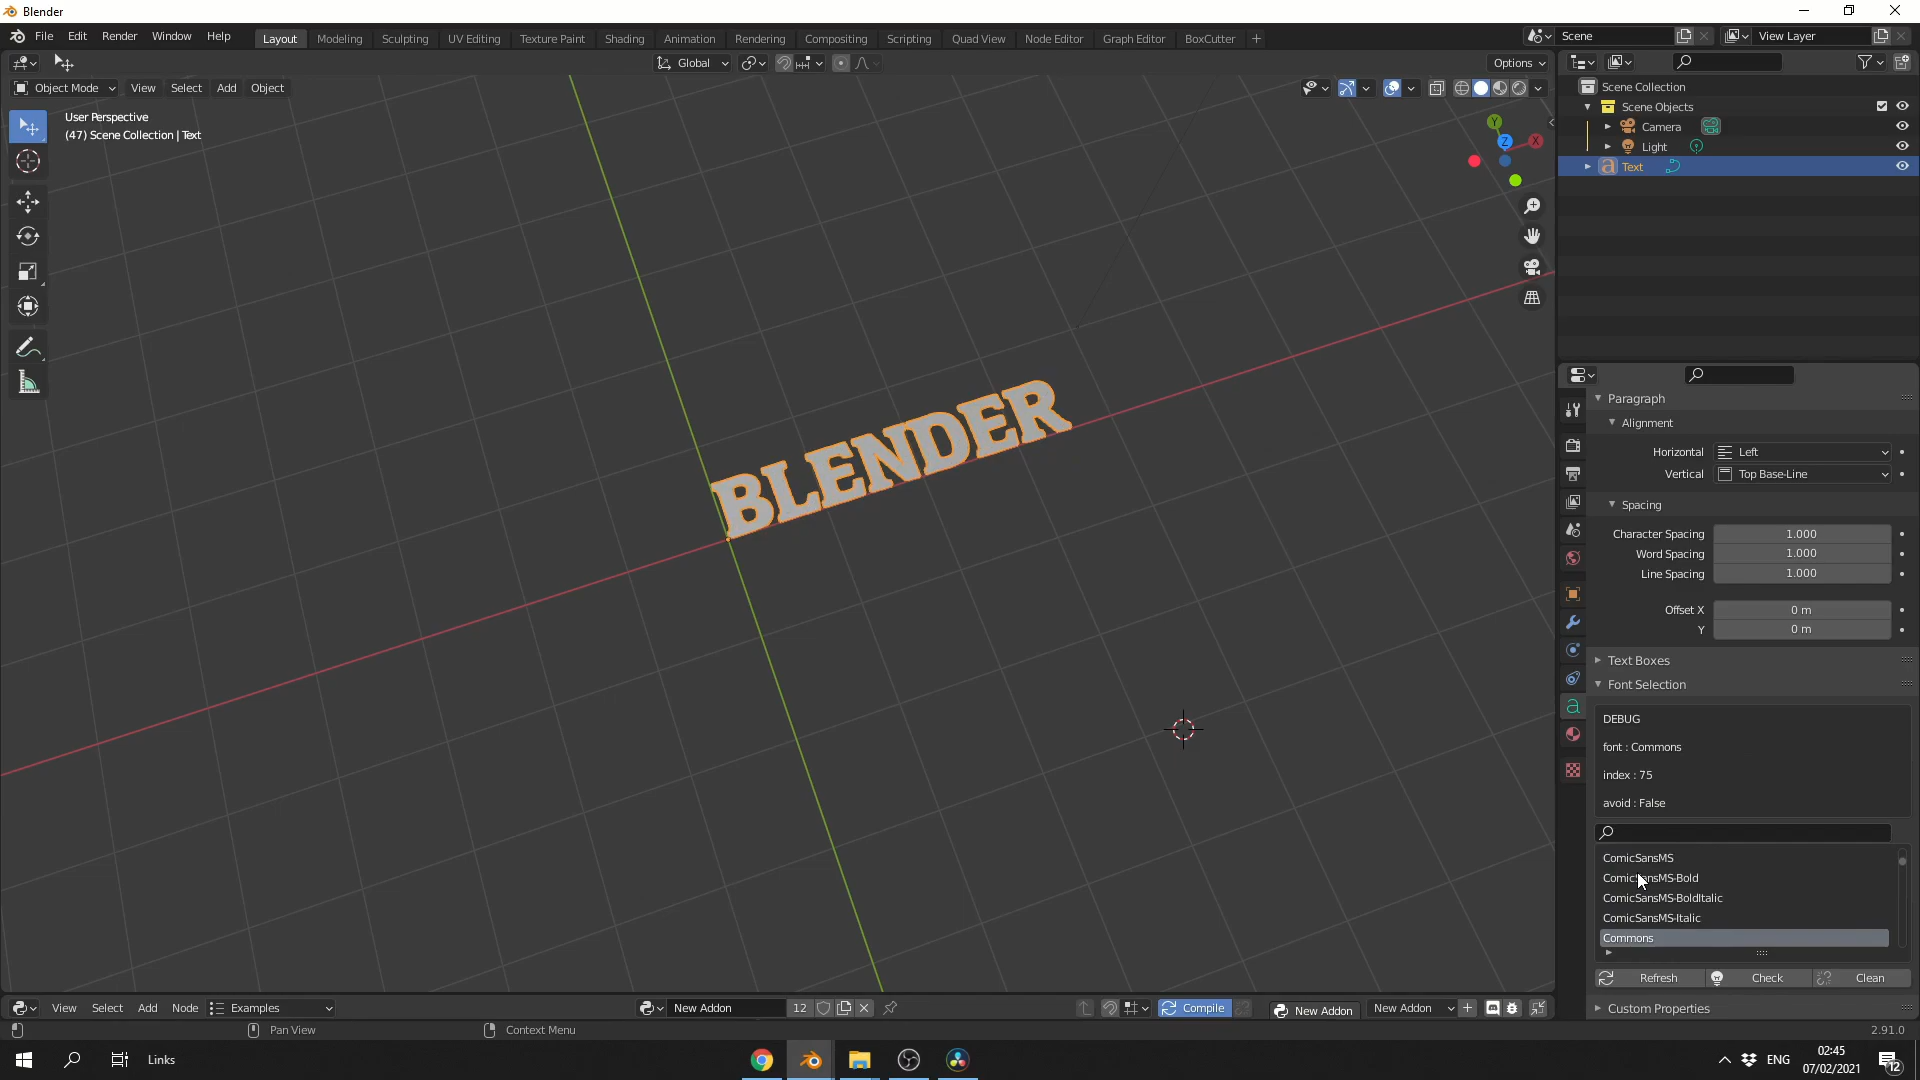 Blender
File Edit Render Window Help Layout Modeling Sculpting UV Editing Texture Paint Shading Animation Rendering Compositing Scripting Quad View Node Editor Graph Editor BoxCutter + Scene View Layer
Global Options
Object Mode View Select Add Object
User Perspective
(47) Scene Collection | Text
Y
Z
X
BLENDER
Scene Collection
Scene Objects
Camera
Light
Text
Paragraph
Alignment
Horizontal Left
Vertical Top Base-Line
Spacing
Character Spacing 1.000
Word Spacing 1.000
Line Spacing 1.000
Offset X 0 m
Y 0 m
Text Boxes
Font Selection
DEBUG
font : Commons
index : 75
avoid : False
ComicSansMS
ComicSansMS-Bold
ComicSansMS-BoldItalic
ComicSansMS-Italic
Commons
Refresh Check Clean
Custom Properties
View Select Add Node Examples New Addon 12 Compile New Addon New Addon
Pan View Context Menu 2.91.0
Links ENG 02:45
07/02/2021 12